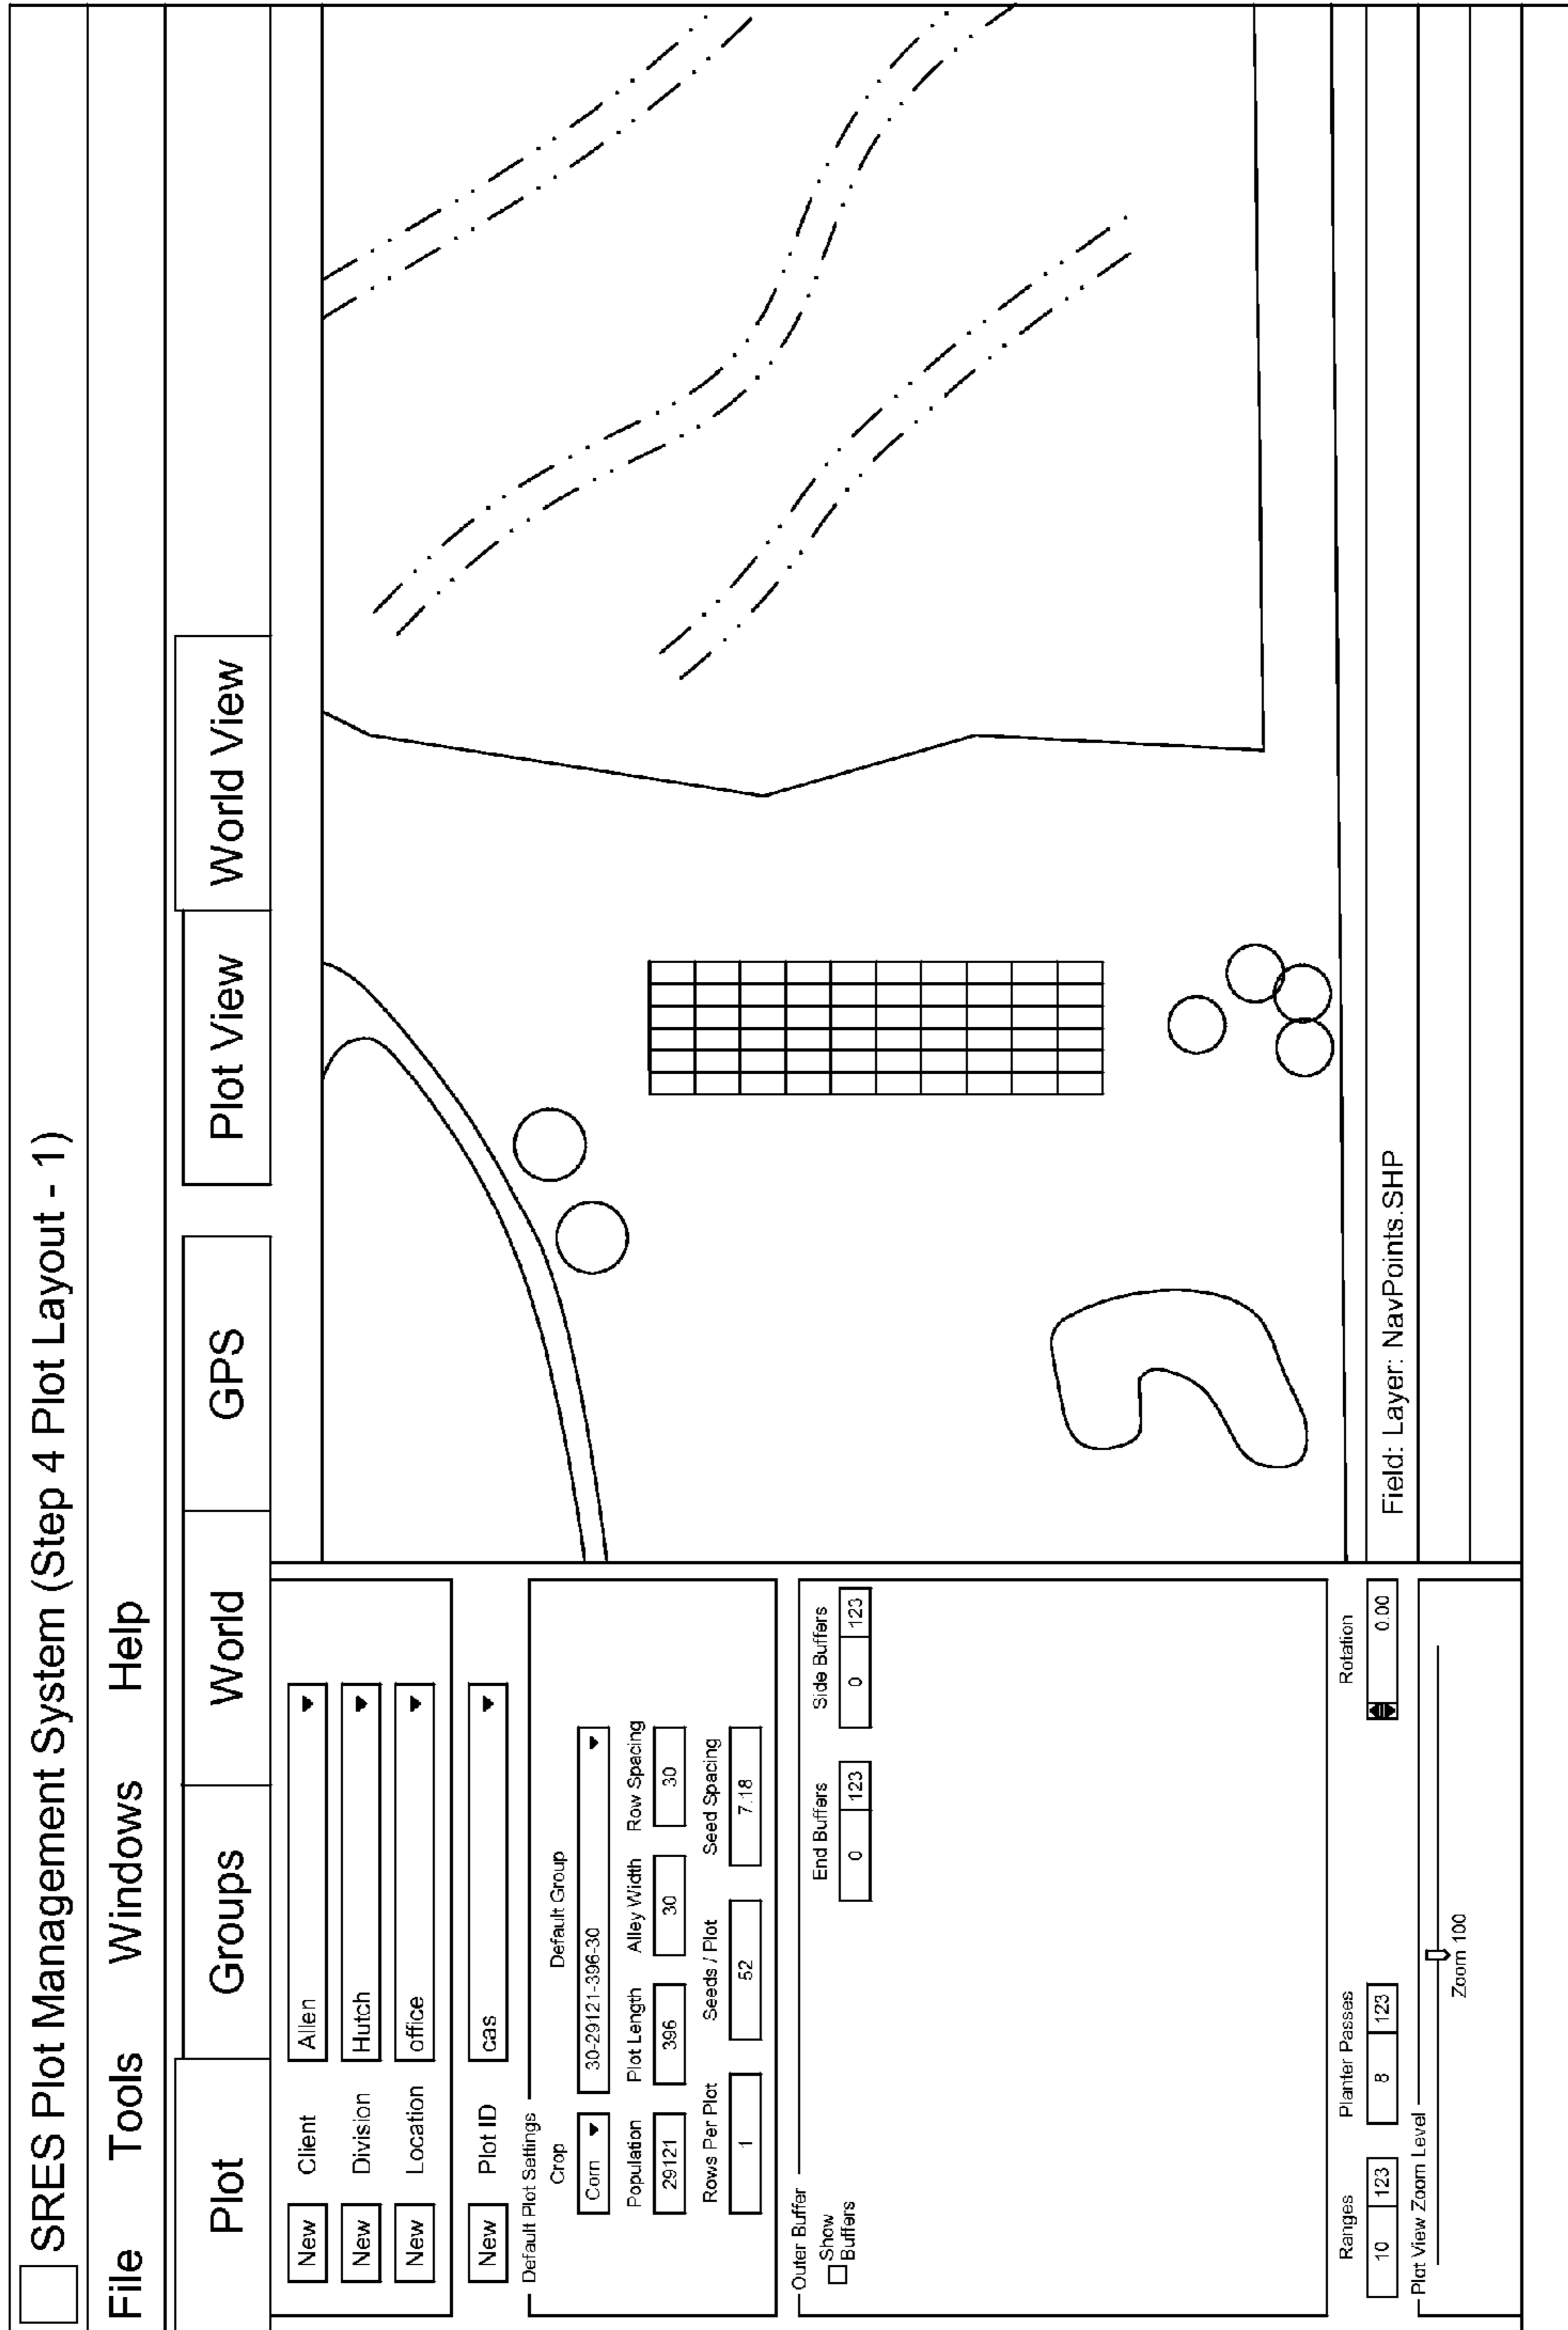 SRES Plot Management System (Step 4 Plot Layout - 1)
File Tools Windows Help
Plot Groups World GPS Plot View World View
New Client Allen
New Division Hutch
New Location office
New Plot ID cas
Default Plot Settings
Crop Default Group
Corn 30-29121-396-30
Population Plot Length Alley Width Row Spacing
29121 396 30 30
Rows Per Plot Seeds / Plot Seed Spacing
1 52 7.18
Outer Buffer
Show
Buffers
End Buffers Side Buffers
0 123 0 123
Ranges Planter Passes Rotation
10 123 8 123 0.00
Plot View Zoom Level
Zoom 100
Field: Layer: NavPoints.SHP